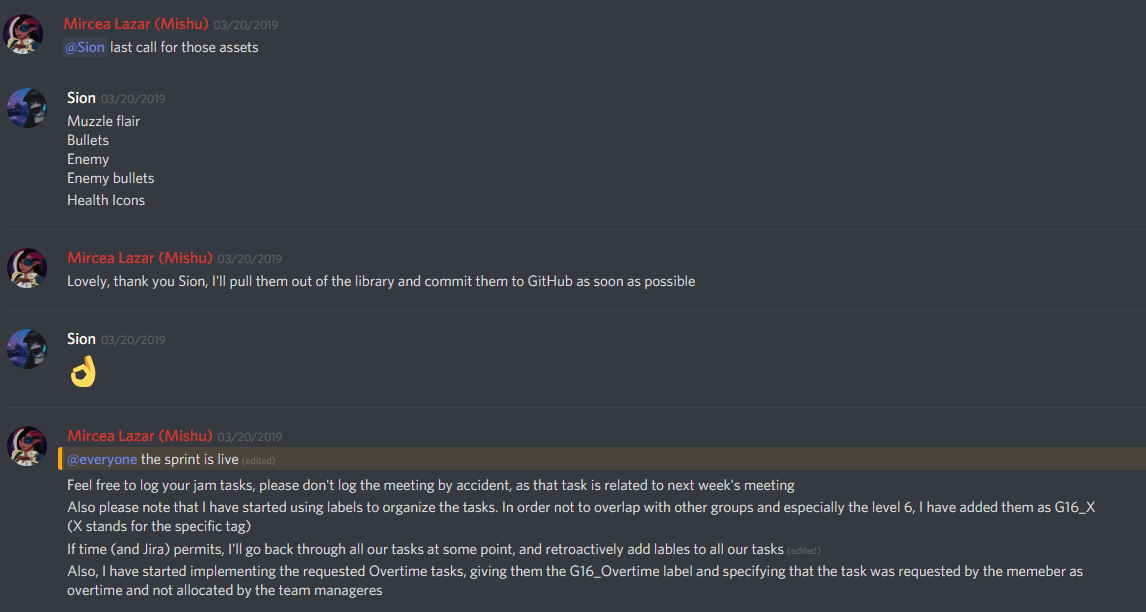 Mircea Lazar (Mishu) 03/20/2019
@Sion last call for those assets
Sion 03/20/2019
Muzzle flair
Bullets
Enemy
Enemy bullets
Health Icons
Mircea Lazar (Mishu) 03/20/2019
Lovely, thank you Sion, I'll pull them out of the library and commit them to GitHub as soon as possible
Sion 03/20/2019
Mircea Lazar (Mishu) 03/20/2019
@everyone the sprint is live (edited)
Feel free to log your jam tasks, please don't log the meeting by accident, as that task is related to next week's meeting
Also please note that I have started using labels to organize the tasks. In order not to overlap with other groups and especially the level 6, I have added them as G16_X
(X stands for the specific tag)
If time (and Jira) permits, I'll go back through all our tasks at some point, and retroactively add lables to all our tasks (edited)
Also, I have started implementing the requested Overtime tasks, giving them the G16_Overtime label and specifying that the task was requested by the memeber as
overtime and not allocated by the team manageres